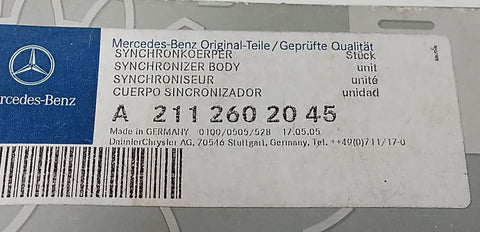 Mercedes-Benz Original-Teile/Geprüfte Qualität
SYNCHRONKOERPER Stück
SYNCHRONIZER BODY unit
SYNCHRONISEUR unité
CUERPO SINCRONIZADOR unidad
rcedes-Benz
A 211 260 20 45
Made in GERMANY 0100/0505/52B 17.05.05
DaimlerChrysler AG, 70546 Stuttgart, Germany, Tel. ++49(0)711/17-0